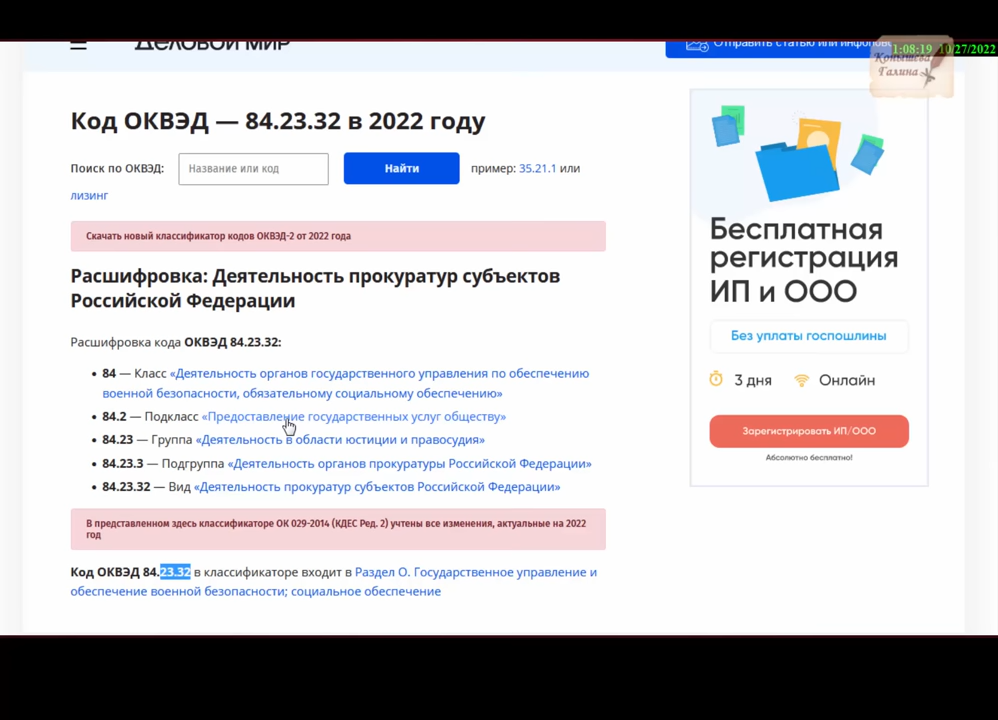 ДЕЛОВОЙ МИР
Отправить статью или инфопово
1:08:19 10/27/2022
Конышева
Галина
Код ОКВЭД — 84.23.32 в 2022 году
Поиск по ОКВЭД: Название или код Найти пример: 35.21.1 или
лизинг
Скачать новый классификатор кодов ОКВЭД-2 от 2022 года
Расшифровка: Деятельность прокуратур субъектов
Российской Федерации
Расшифровка кода ОКВЭД 84.23.32:
• 84 — Класс «Деятельность органов государственного управления по обеспечению
военной безопасности, обязательному социальному обеспечению»
• 84.2 — Подкласс «Предоставление государственных услуг обществу»
• 84.23 — Группа «Деятельность в области юстиции и правосудия»
• 84.23.3 — Подгруппа «Деятельность органов прокуратуры Российской Федерации»
• 84.23.32 — Вид «Деятельность прокуратур субъектов Российской Федерации»
В представленном здесь классификаторе ОК 029-2014 (КДЕС Ред. 2) учтены все изменения, актуальные на 2022
год
Код ОКВЭД 84.23.32 в классификаторе входит в Раздел O. Государственное управление и
обеспечение военной безопасности; социальное обеспечение
Бесплатная
регистрация
ИП и ООО
Без уплаты госпошлины
3 дня Онлайн
Зарегистрировать ИП/ООО
Абсолютно бесплатно!